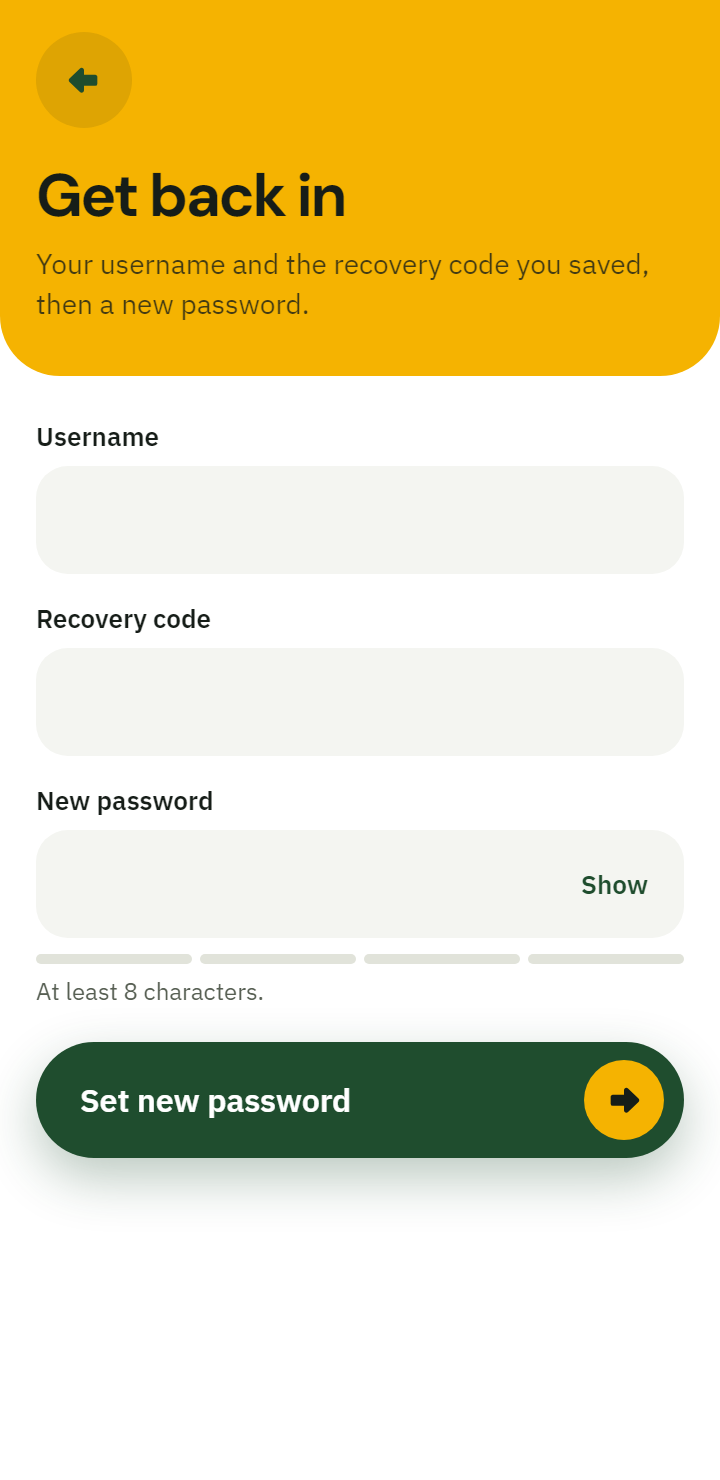 Get back in
Your username and the recovery code you saved,
then a new password.
Username
Recovery code
New password
Show
At least 8 characters.
Set new password